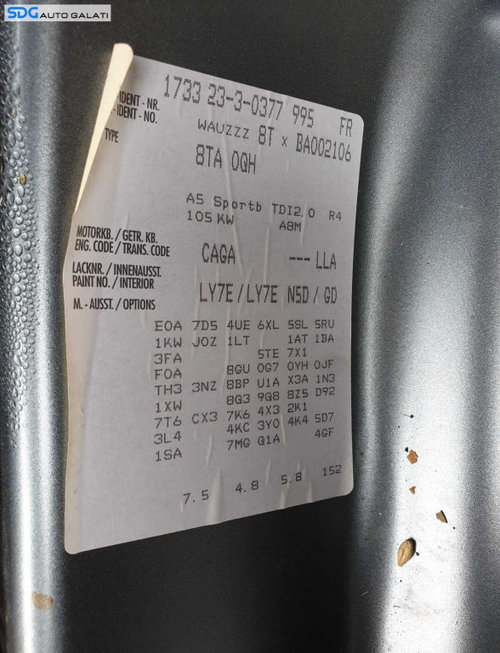 SDG AUTO GALATI
1733 23-3-0377 995 FR
IDENT - NR.
- IDENT - NO.
WAUZZZ 8T x BA002106
TYPE
8TA 0QH
A5 Sportb TDI2.0 R4
105 KW A8M
MOTORKB. / GETR. KB.
ENG. CODE / TRANS. CODE
CAGA --- LLA
LACKNR. / INNENAUSST.
PAINT NO. / INTERIOR
LY7E / LY7E N5D / GD
M. - AUSST. / OPTIONS
E0A 7D5 4UE 6XL 5SL 5RU
1KW J0Z 1LT 1AT 1BA
3FA 5TE 7X1
F0A 8GU 0G7 0YH 0JF
TH3 3NZ 8BP U1A X3A 1N3
1XW 8Q3 9Q8 8Z5 D92
7T6 CX3 7K6 4X3 2K1
3L4 4KC 3Y0 4K4 5D7
1SA 7MG Q1A 4GF
7.5 4.8 5.8 152